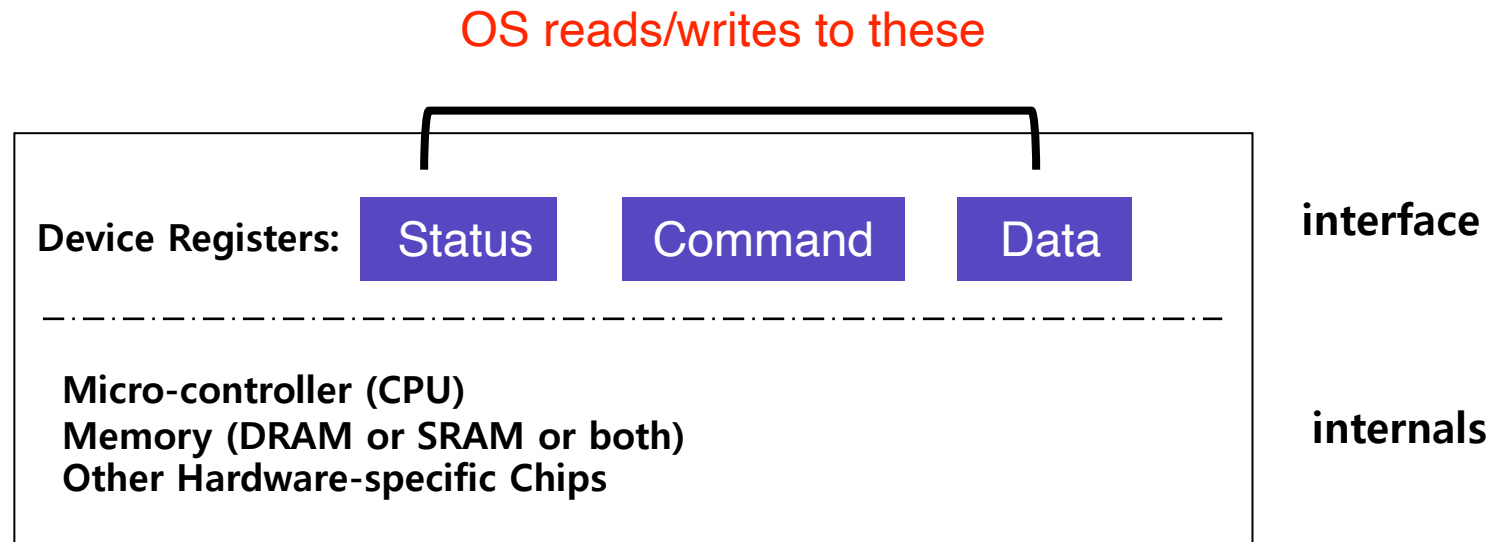 OS reads/writes to these
Device Registers: Status Command Data
interface
Micro-controller (CPU)
Memory (DRAM or SRAM or both)
Other Hardware-specific Chips
internals